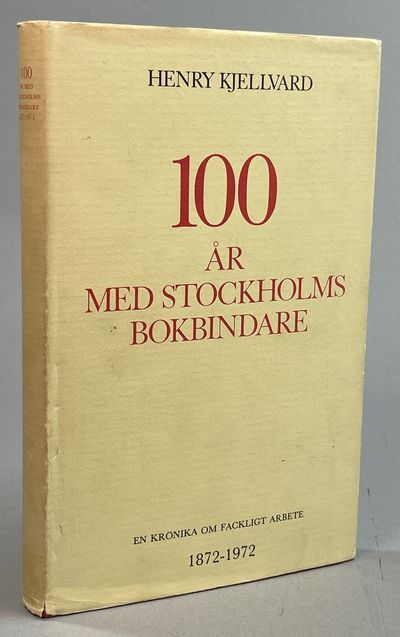 HENRY KJELLVARD
100
ÅR
MED STOCKHOLMS
BOKBINDARE
EN KRÖNIKA OM FACKLIGT ARBETE
1872-1972
100
ÅR MED
STOCKHOLMS
BOKBINDARE
1872-1972